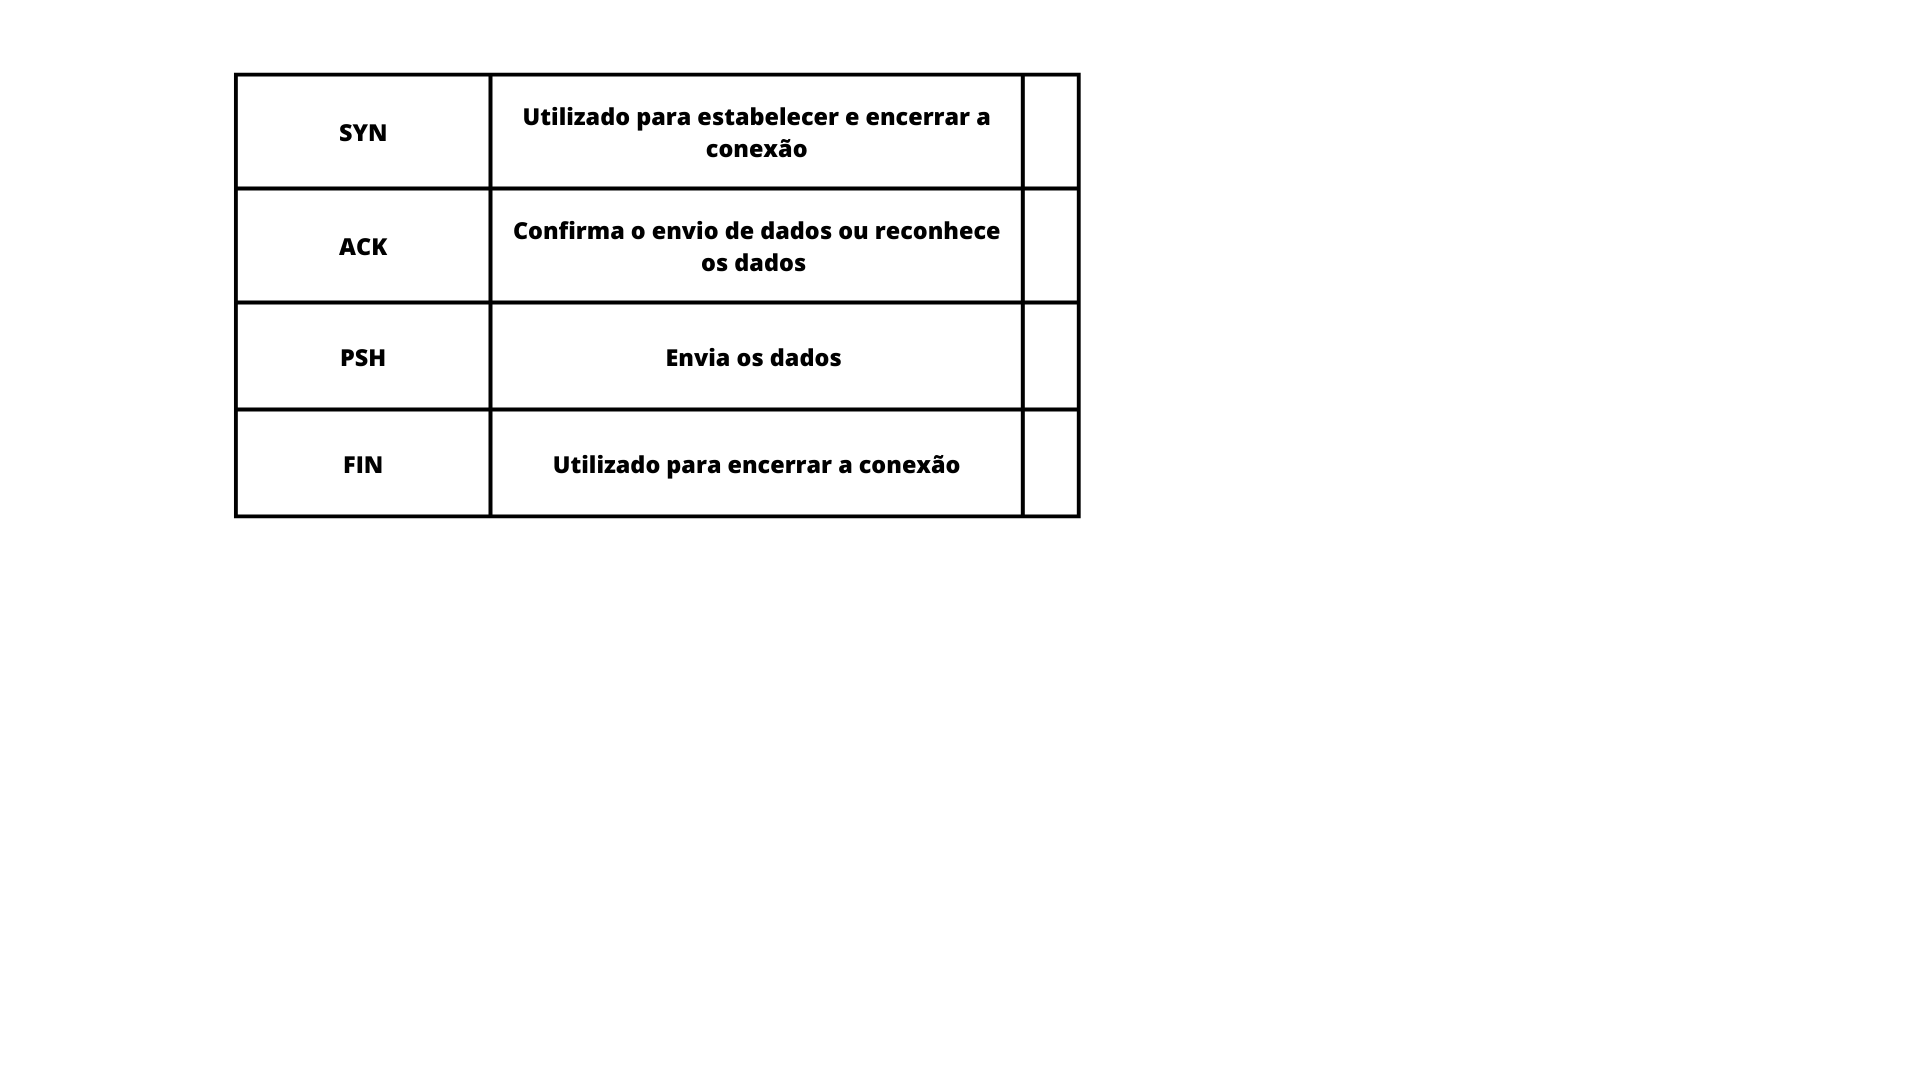 SYN
Utilizado para estabelecer e encerrar a
conexão
ACK
Confirma o envio de dados ou reconhece
os dados
PSH
Envia os dados
FIN
Utilizado para encerrar a conexão